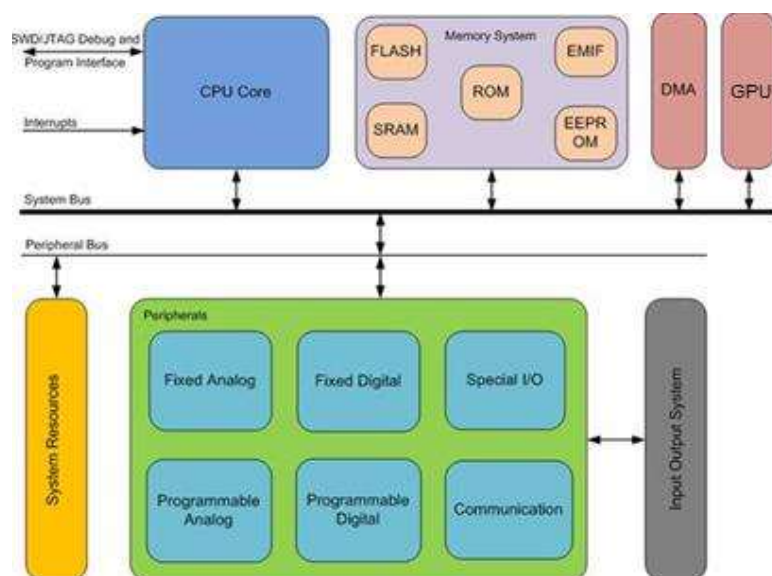 SWD/JTAG Debug and
Program Interface
Interrupts
CPU Core
Memory System
FLASH
EMIF
ROM
SRAM
EEPR
OM
DMA
GPU
System Bus
Peripheral Bus
System Resources
Peripherals
Fixed Analog
Fixed Digital
Special I/O
Programmable
Analog
Programmable
Digital
Communication
Input Output System